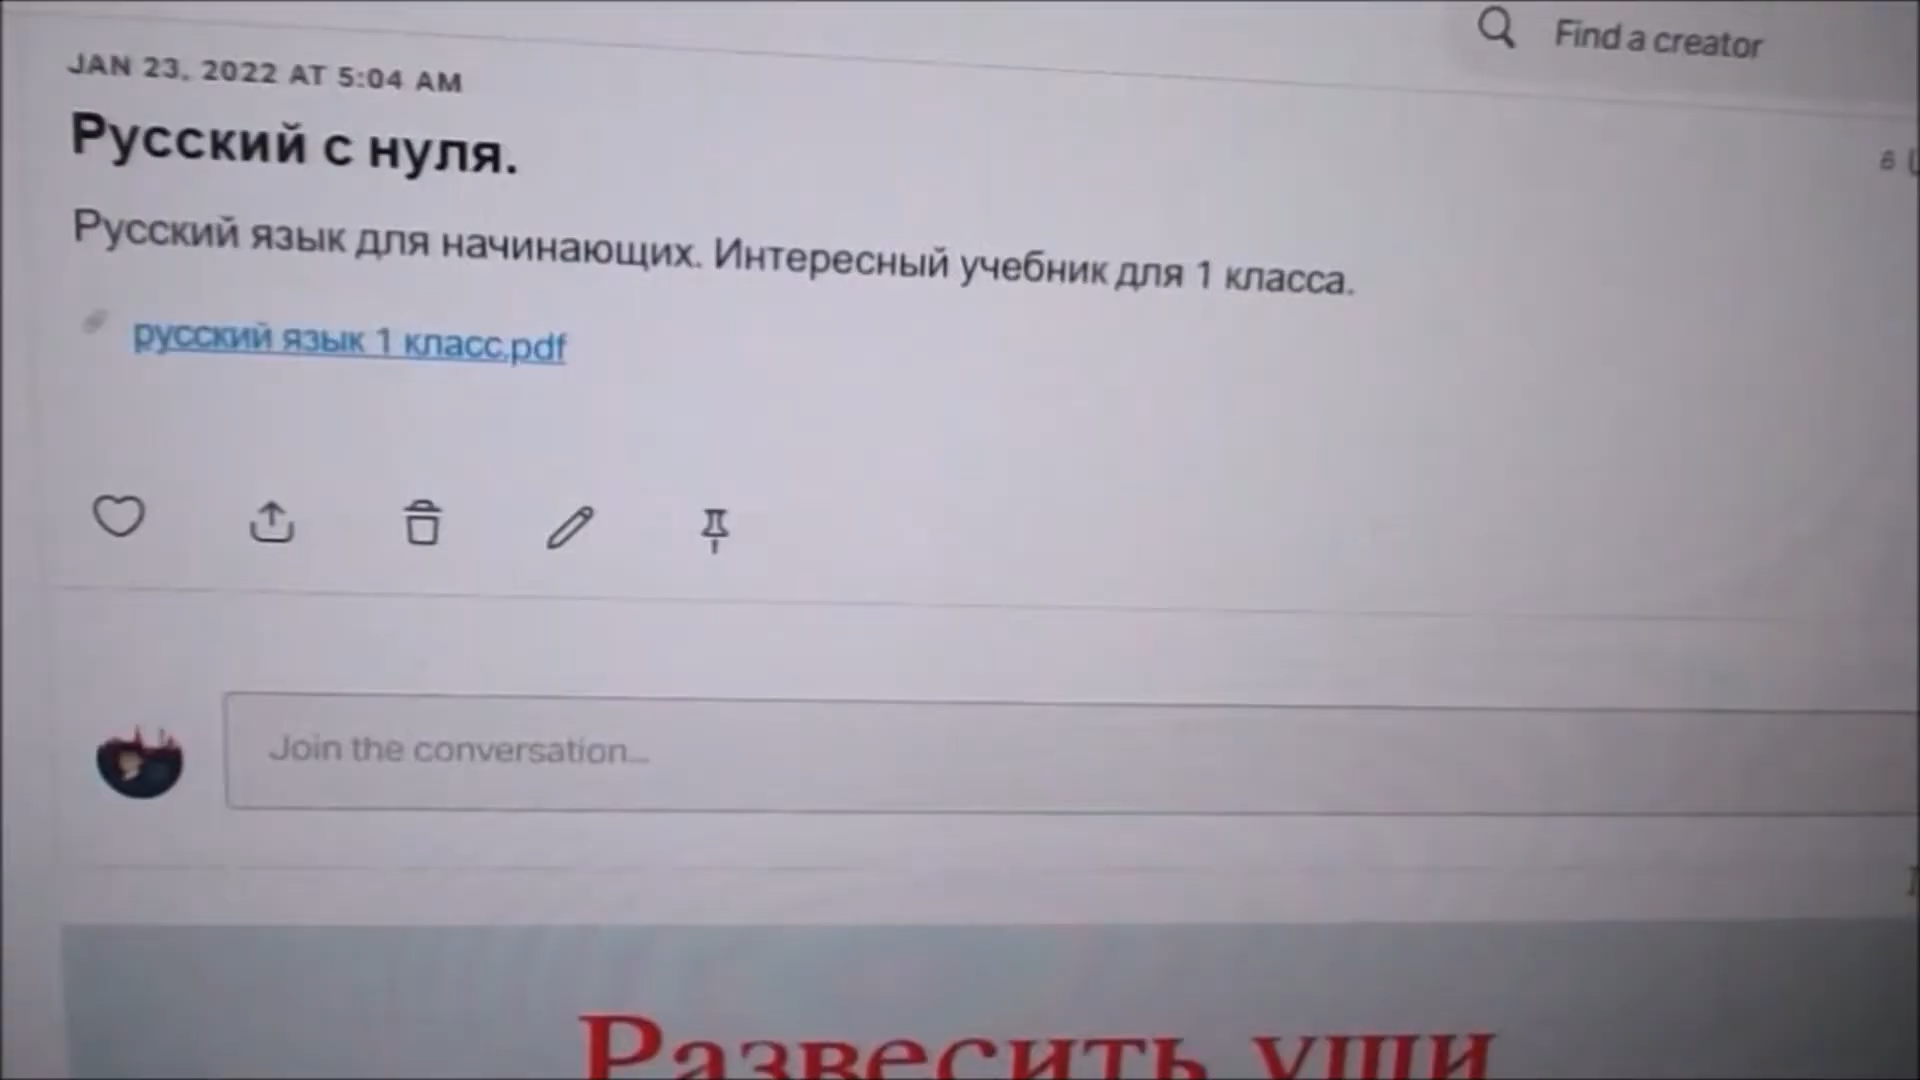 Find a creator
JAN 23, 2022 AT 5:04 AM
Русский с нуля.
Русский язык для начинающих. Интересный учебник для 1 класса.
русский язык 1 класс.pdf
Join the conversation...
Развесить уши